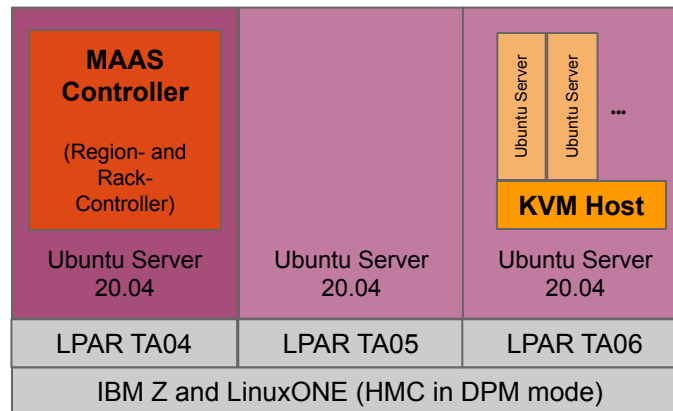 MAAS
Controller
(Region- and
Rack-
Controller)
Ubuntu Server
20.04
LPAR TA04
Ubuntu Server
20.04
LPAR TA05
Ubuntu Server
Ubuntu Server
...
KVM Host
Ubuntu Server
20.04
LPAR TA06
IBM Z and LinuxONE (HMC in DPM mode)